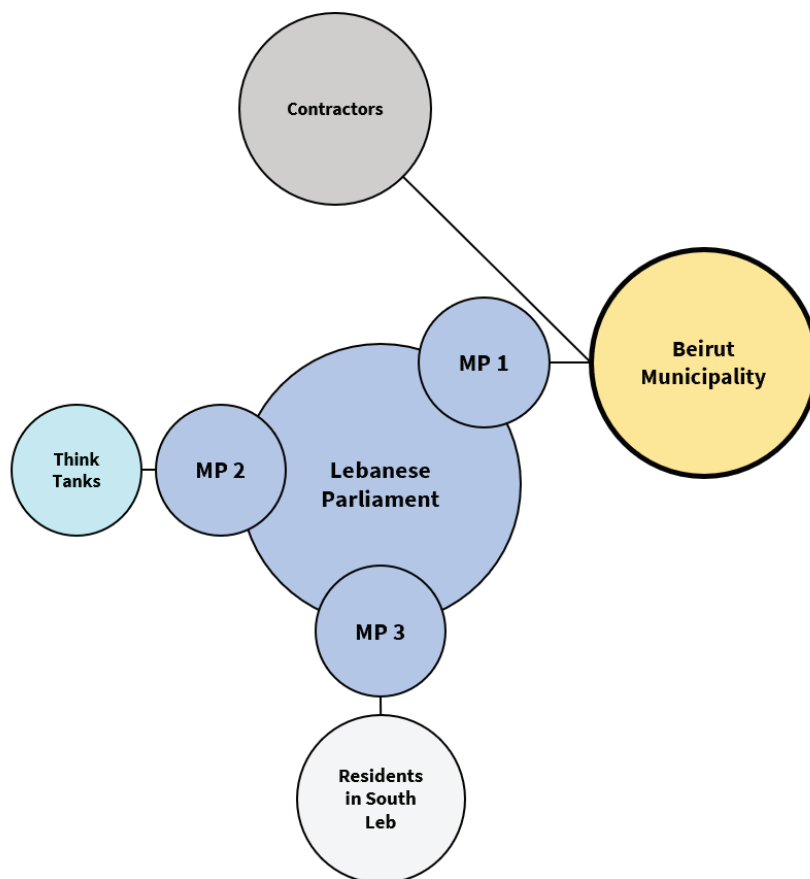 Contractors
Beirut
Municipality
MP 1
Think
Tanks
MP 2
Lebanese
Parliament
MP 3
Residents
in South
Leb